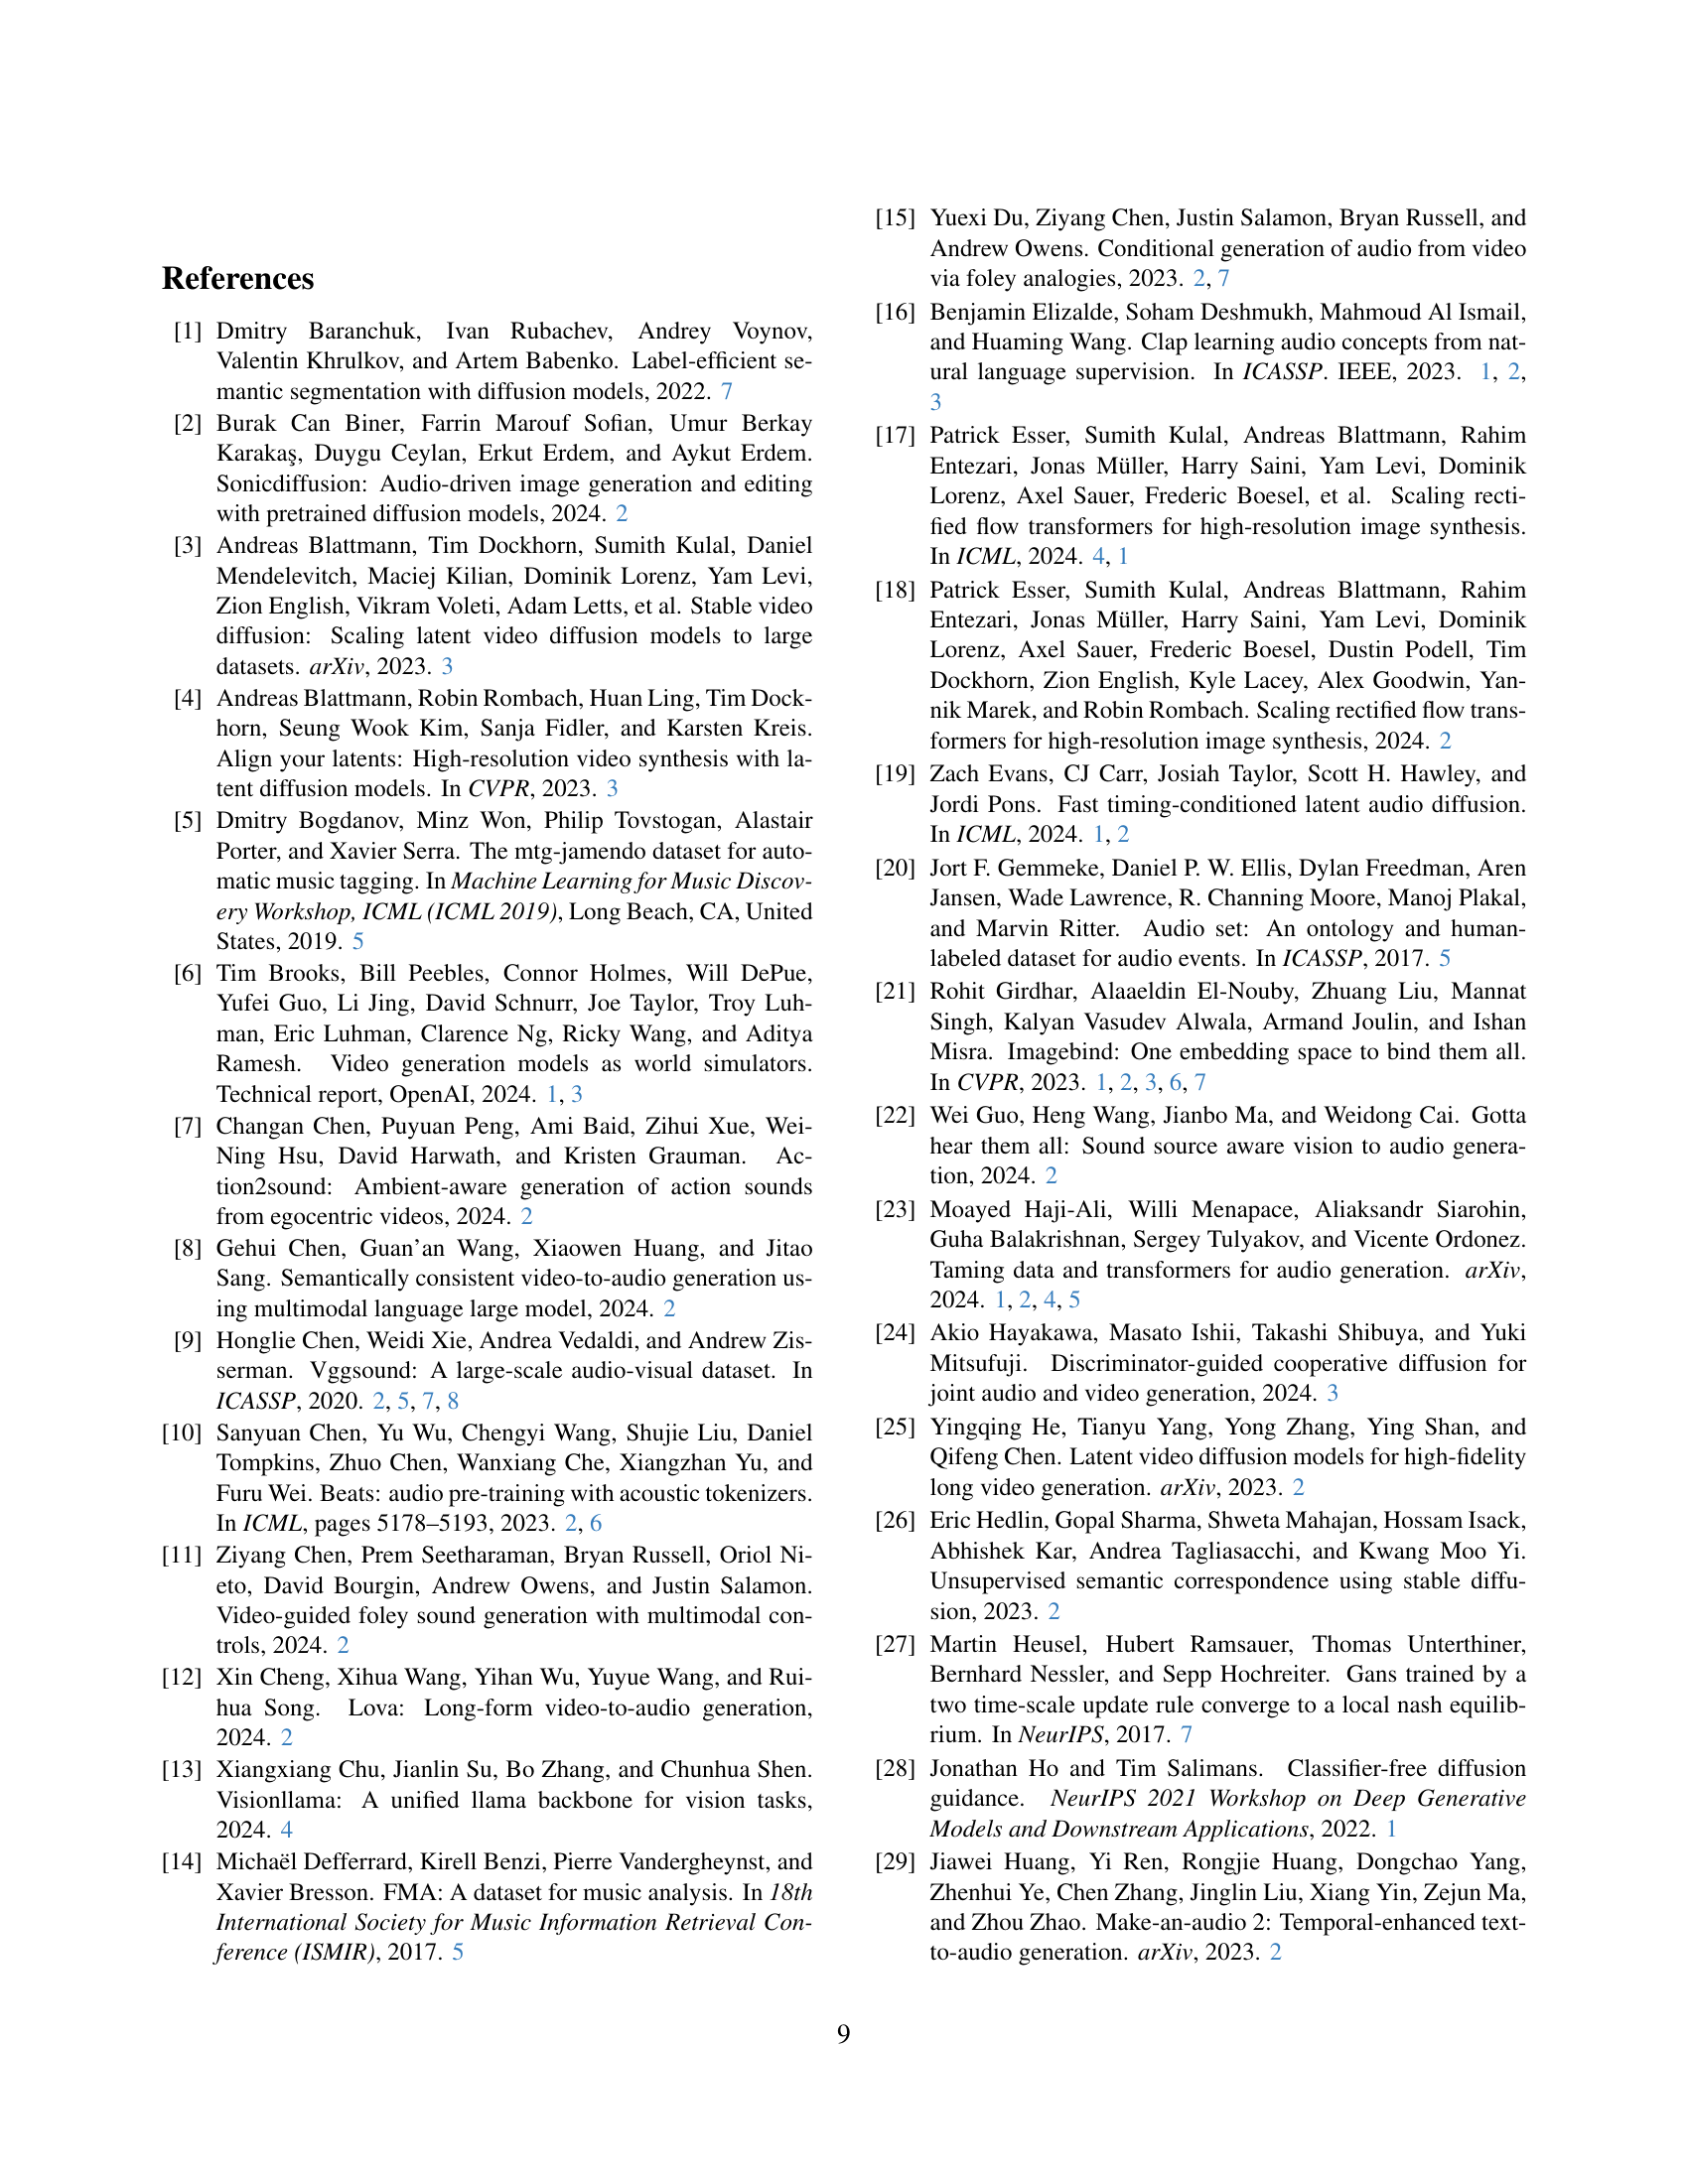 References
[1] Dmitry Baranchuk, Ivan Rubachev, Andrey Voynov,
Valentin Khrulkov, and Artem Babenko. Label-efficient se-
mantic segmentation with diffusion models, 2022. 7
[2] Burak Can Biner, Farrin Marouf Sofian, Umur Berkay
Karakaş, Duygu Ceylan, Erkut Erdem, and Aykut Erdem.
Sonicdiffusion: Audio-driven image generation and editing
with pretrained diffusion models, 2024. 2
[3] Andreas Blattmann, Tim Dockhorn, Sumith Kulal, Daniel
Mendelevitch, Maciej Kilian, Dominik Lorenz, Yam Levi,
Zion English, Vikram Voleti, Adam Letts, et al. Stable video
diffusion: Scaling latent video diffusion models to large
datasets. arXiv, 2023. 3
[4] Andreas Blattmann, Robin Rombach, Huan Ling, Tim Dock-
horn, Seung Wook Kim, Sanja Fidler, and Karsten Kreis.
Align your latents: High-resolution video synthesis with la-
tent diffusion models. In CVPR, 2023. 3
[5] Dmitry Bogdanov, Minz Won, Philip Tovstogan, Alastair
Porter, and Xavier Serra. The mtg-jamendo dataset for auto-
matic music tagging. In Machine Learning for Music Discov-
ery Workshop, ICML (ICML 2019), Long Beach, CA, United
States, 2019. 5
[6] Tim Brooks, Bill Peebles, Connor Holmes, Will DePue,
Yufei Guo, Li Jing, David Schnurr, Joe Taylor, Troy Luh-
man, Eric Luhman, Clarence Ng, Ricky Wang, and Aditya
Ramesh. Video generation models as world simulators.
Technical report, OpenAI, 2024. 1, 3
[7] Changan Chen, Puyuan Peng, Ami Baid, Zihui Xue, Wei-
Ning Hsu, David Harwath, and Kristen Grauman. Ac-
tion2sound: Ambient-aware generation of action sounds
from egocentric videos, 2024. 2
[8] Gehui Chen, Guan'an Wang, Xiaowen Huang, and Jitao
Sang. Semantically consistent video-to-audio generation us-
ing multimodal language large model, 2024. 2
[9] Honglie Chen, Weidi Xie, Andrea Vedaldi, and Andrew Zis-
serman. Vggsound: A large-scale audio-visual dataset. In
ICASSP, 2020. 2, 5, 7, 8
[10] Sanyuan Chen, Yu Wu, Chengyi Wang, Shujie Liu, Daniel
Tompkins, Zhuo Chen, Wanxiang Che, Xiangzhan Yu, and
Furu Wei. Beats: audio pre-training with acoustic tokenizers.
In ICML, pages 5178–5193, 2023. 2, 6
[11] Ziyang Chen, Prem Seetharaman, Bryan Russell, Oriol Ni-
eto, David Bourgin, Andrew Owens, and Justin Salamon.
Video-guided foley sound generation with multimodal con-
trols, 2024. 2
[12] Xin Cheng, Xihua Wang, Yihan Wu, Yuyue Wang, and Rui-
hua Song. Lova: Long-form video-to-audio generation,
2024. 2
[13] Xiangxiang Chu, Jianlin Su, Bo Zhang, and Chunhua Shen.
Visionllama: A unified llama backbone for vision tasks,
2024. 4
[14] Michaël Defferrard, Kirell Benzi, Pierre Vandergheynst, and
Xavier Bresson. FMA: A dataset for music analysis. In 18th
International Society for Music Information Retrieval Con-
ference (ISMIR), 2017. 5
[15] Yuexi Du, Ziyang Chen, Justin Salamon, Bryan Russell, and
Andrew Owens. Conditional generation of audio from video
via foley analogies, 2023. 2, 7
[16] Benjamin Elizalde, Soham Deshmukh, Mahmoud Al Ismail,
and Huaming Wang. Clap learning audio concepts from nat-
ural language supervision. In ICASSP. IEEE, 2023. 1, 2,
3
[17] Patrick Esser, Sumith Kulal, Andreas Blattmann, Rahim
Entezari, Jonas Müller, Harry Saini, Yam Levi, Dominik
Lorenz, Axel Sauer, Frederic Boesel, et al. Scaling recti-
fied flow transformers for high-resolution image synthesis.
In ICML, 2024. 4, 1
[18] Patrick Esser, Sumith Kulal, Andreas Blattmann, Rahim
Entezari, Jonas Müller, Harry Saini, Yam Levi, Dominik
Lorenz, Axel Sauer, Frederic Boesel, Dustin Podell, Tim
Dockhorn, Zion English, Kyle Lacey, Alex Goodwin, Yan-
nik Marek, and Robin Rombach. Scaling rectified flow trans-
formers for high-resolution image synthesis, 2024. 2
[19] Zach Evans, CJ Carr, Josiah Taylor, Scott H. Hawley, and
Jordi Pons. Fast timing-conditioned latent audio diffusion.
In ICML, 2024. 1, 2
[20] Jort F. Gemmeke, Daniel P. W. Ellis, Dylan Freedman, Aren
Jansen, Wade Lawrence, R. Channing Moore, Manoj Plakal,
and Marvin Ritter. Audio set: An ontology and human-
labeled dataset for audio events. In ICASSP, 2017. 5
[21] Rohit Girdhar, Alaaeldin El-Nouby, Zhuang Liu, Mannat
Singh, Kalyan Vasudev Alwala, Armand Joulin, and Ishan
Misra. Imagebind: One embedding space to bind them all.
In CVPR, 2023. 1, 2, 3, 6, 7
[22] Wei Guo, Heng Wang, Jianbo Ma, and Weidong Cai. Gotta
hear them all: Sound source aware vision to audio genera-
tion, 2024. 2
[23] Moayed Haji-Ali, Willi Menapace, Aliaksandr Siarohin,
Guha Balakrishnan, Sergey Tulyakov, and Vicente Ordonez.
Taming data and transformers for audio generation. arXiv,
2024. 1, 2, 4, 5
[24] Akio Hayakawa, Masato Ishii, Takashi Shibuya, and Yuki
Mitsufuji. Discriminator-guided cooperative diffusion for
joint audio and video generation, 2024. 3
[25] Yingqing He, Tianyu Yang, Yong Zhang, Ying Shan, and
Qifeng Chen. Latent video diffusion models for high-fidelity
long video generation. arXiv, 2023. 2
[26] Eric Hedlin, Gopal Sharma, Shweta Mahajan, Hossam Isack,
Abhishek Kar, Andrea Tagliasacchi, and Kwang Moo Yi.
Unsupervised semantic correspondence using stable diffu-
sion, 2023. 2
[27] Martin Heusel, Hubert Ramsauer, Thomas Unterthiner,
Bernhard Nessler, and Sepp Hochreiter. Gans trained by a
two time-scale update rule converge to a local nash equilib-
rium. In NeurIPS, 2017. 7
[28] Jonathan Ho and Tim Salimans. Classifier-free diffusion
guidance. NeurIPS 2021 Workshop on Deep Generative
Models and Downstream Applications, 2022. 1
[29] Jiawei Huang, Yi Ren, Rongjie Huang, Dongchao Yang,
Zhenhui Ye, Chen Zhang, Jinglin Liu, Xiang Yin, Zejun Ma,
and Zhou Zhao. Make-an-audio 2: Temporal-enhanced text-
to-audio generation. arXiv, 2023. 2
9